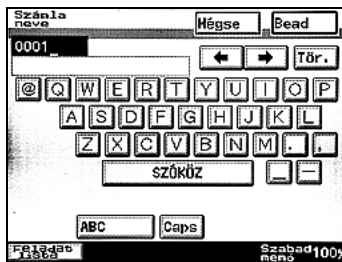 Számla
neve
Mégse Bead
0001_
← → Tör.
@ Q W E R T Y U I O P
A S D F G H J K L
Z X C V B N M . ,
SZÓKÖZ _ —
ABC Caps
Feladat
lista
Szabad
memó 100%